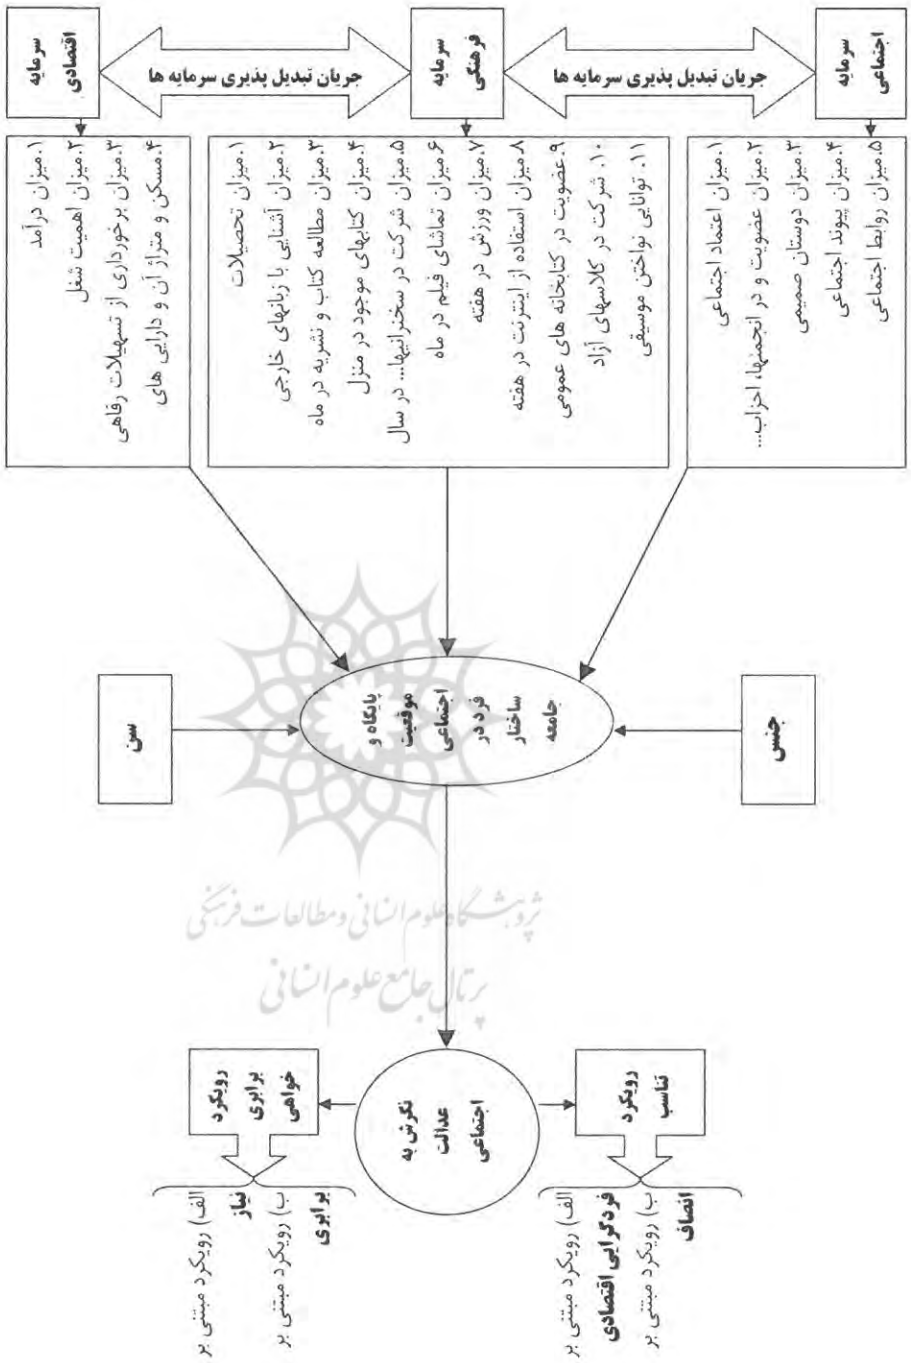 سرمایه
اقتصادی
جریان تبدیل پذیری سرمایه ها
سرمایه
فرهنگی
جریان تبدیل پذیری سرمایه ها
سرمایه
اجتماعی
۱.میزان درآمد
۲.میزان اهمیت شغل
۳.میزان برخورداری از تسهیلات رفاهی
۴.مسکن و متراژ آن و دارایی های
۱.میزان تحصیلات
۲.میزان آشنایی با زبانهای خارجی
۳.میزان مطالعه کتاب و نشریه در ماه
۴.میزان کتابهای موجود در منزل
۵.میزان شرکت در سخنرانیها... در سال
۶.میزان تماشای فیلم در ماه
۷.میزان ورزش در هفته
۸.میزان استفاده از اینترنت در هفته
۹.عضویت در کتابخانه های عمومی
۱۰. شرکت در کلاسهای آزاد
۱۱. توانایی نواختن موسیقی
۱.میزان اعتماد اجتماعی
۲.میزان عضویت و در انجمنها، احزاب...
۳.میزان دوستان صمیمی
۴.میزان پیوند اجتماعی
۵.میزان روابط اجتماعی
سن
پایگاه و
موقعیت
اجتماعی
فرد در
ساختار
جامعه
جنس
پژوهشگاه علوم انسانی و مطالعات فرهنگی
پرتال جامع علوم انسانی
رویکرد
برابری
خواهی
نگرش به
عدالت
اجتماعی
رویکرد
تناسب
الف) رویکرد مبتنی بر
نیاز
ب) رویکرد مبتنی بر
برابری
الف) رویکرد مبتنی بر
فردگرایی اقتصادی
ب) رویکرد مبتنی بر
انصاف